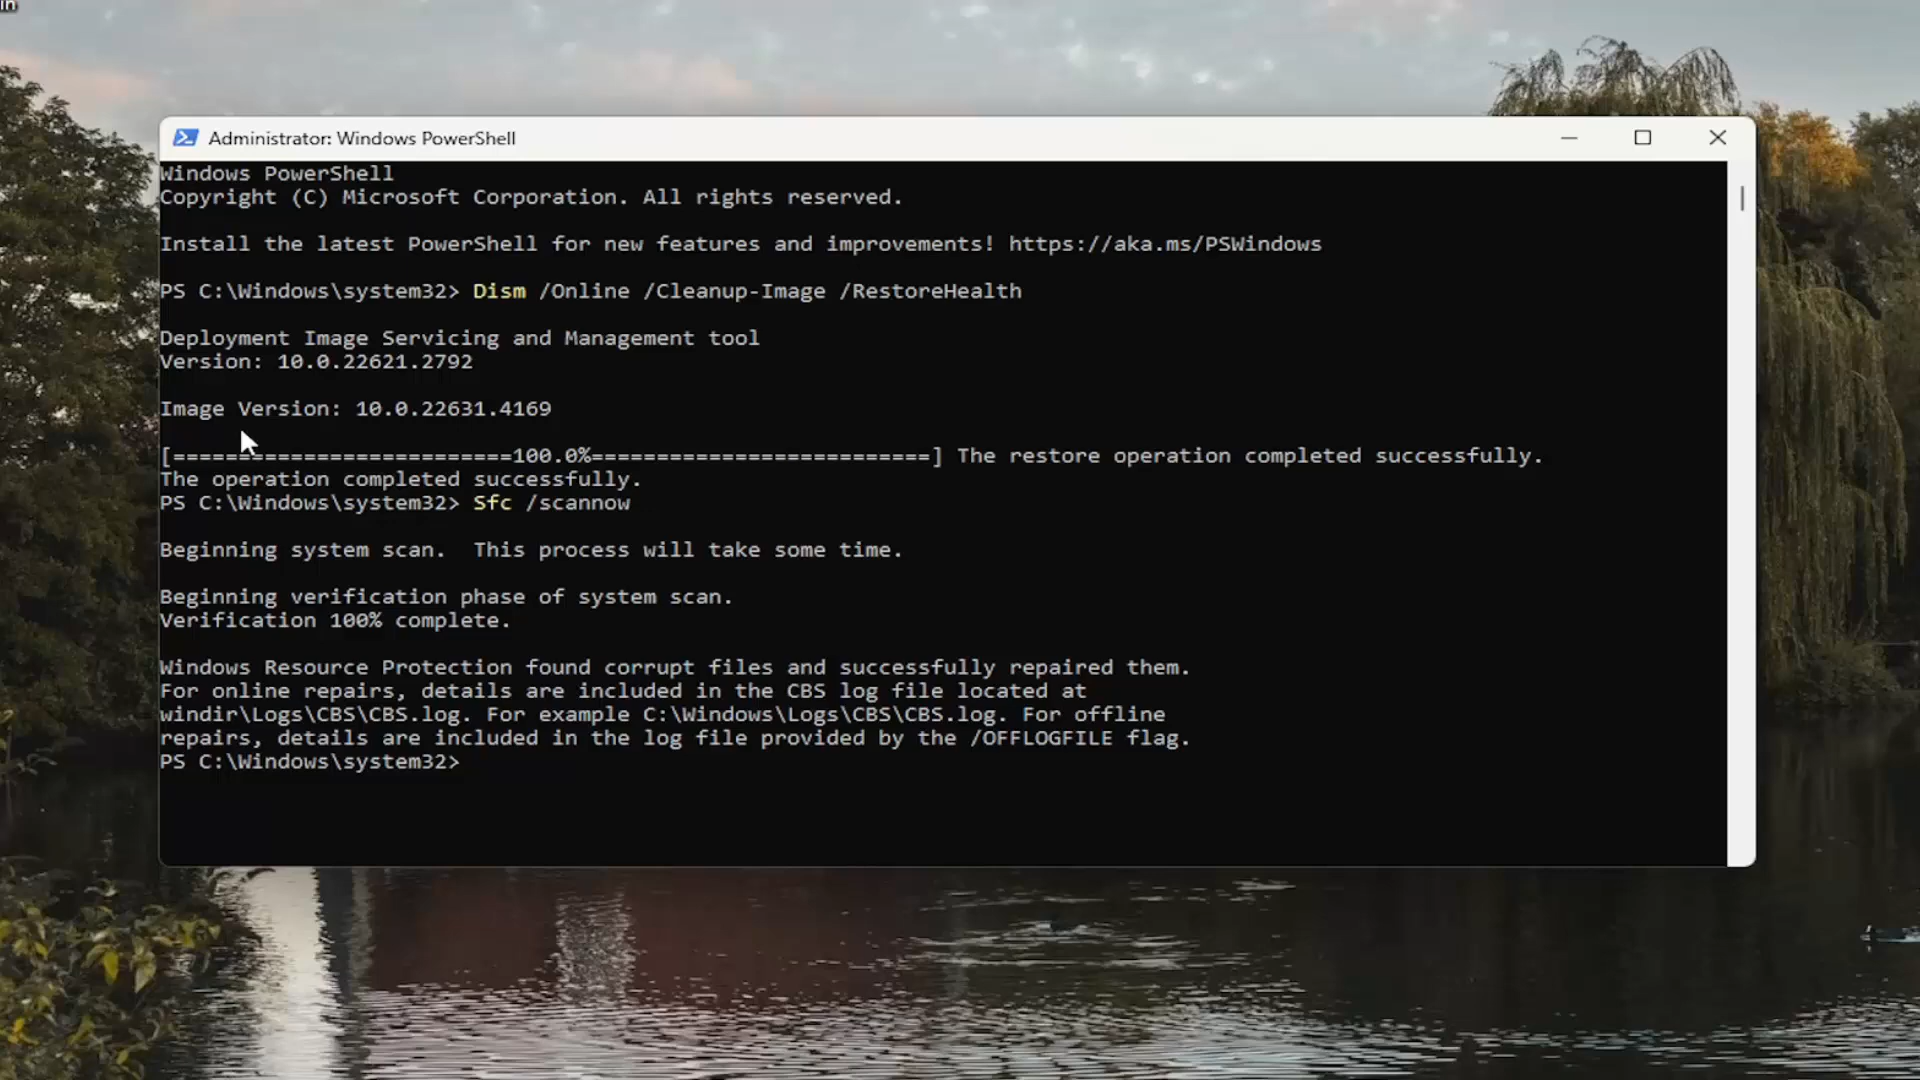 in
Administrator: Windows PowerShell
Windows PowerShell
Copyright (C) Microsoft Corporation. All rights reserved.
Install the latest PowerShell for new features and improvements! https://aka.ms/PSWindows
PS C:\Windows\system32> Dism /Online /Cleanup-Image /RestoreHealth
Deployment Image Servicing and Management tool
Version: 10.0.22621.2792
Image Version: 10.0.22631.4169
[==========================100.0%==========================] The restore operation completed successfully.
The operation completed successfully.
PS C:\Windows\system32> Sfc /scannow
Beginning system scan.  This process will take some time.
Beginning verification phase of system scan.
Verification 100% complete.
Windows Resource Protection found corrupt files and successfully repaired them.
For online repairs, details are included in the CBS log file located at
windir\Logs\CBS\CBS.log. For example C:\Windows\Logs\CBS\CBS.log. For offline
repairs, details are included in the log file provided by the /OFFLOGFILE flag.
PS C:\Windows\system32>